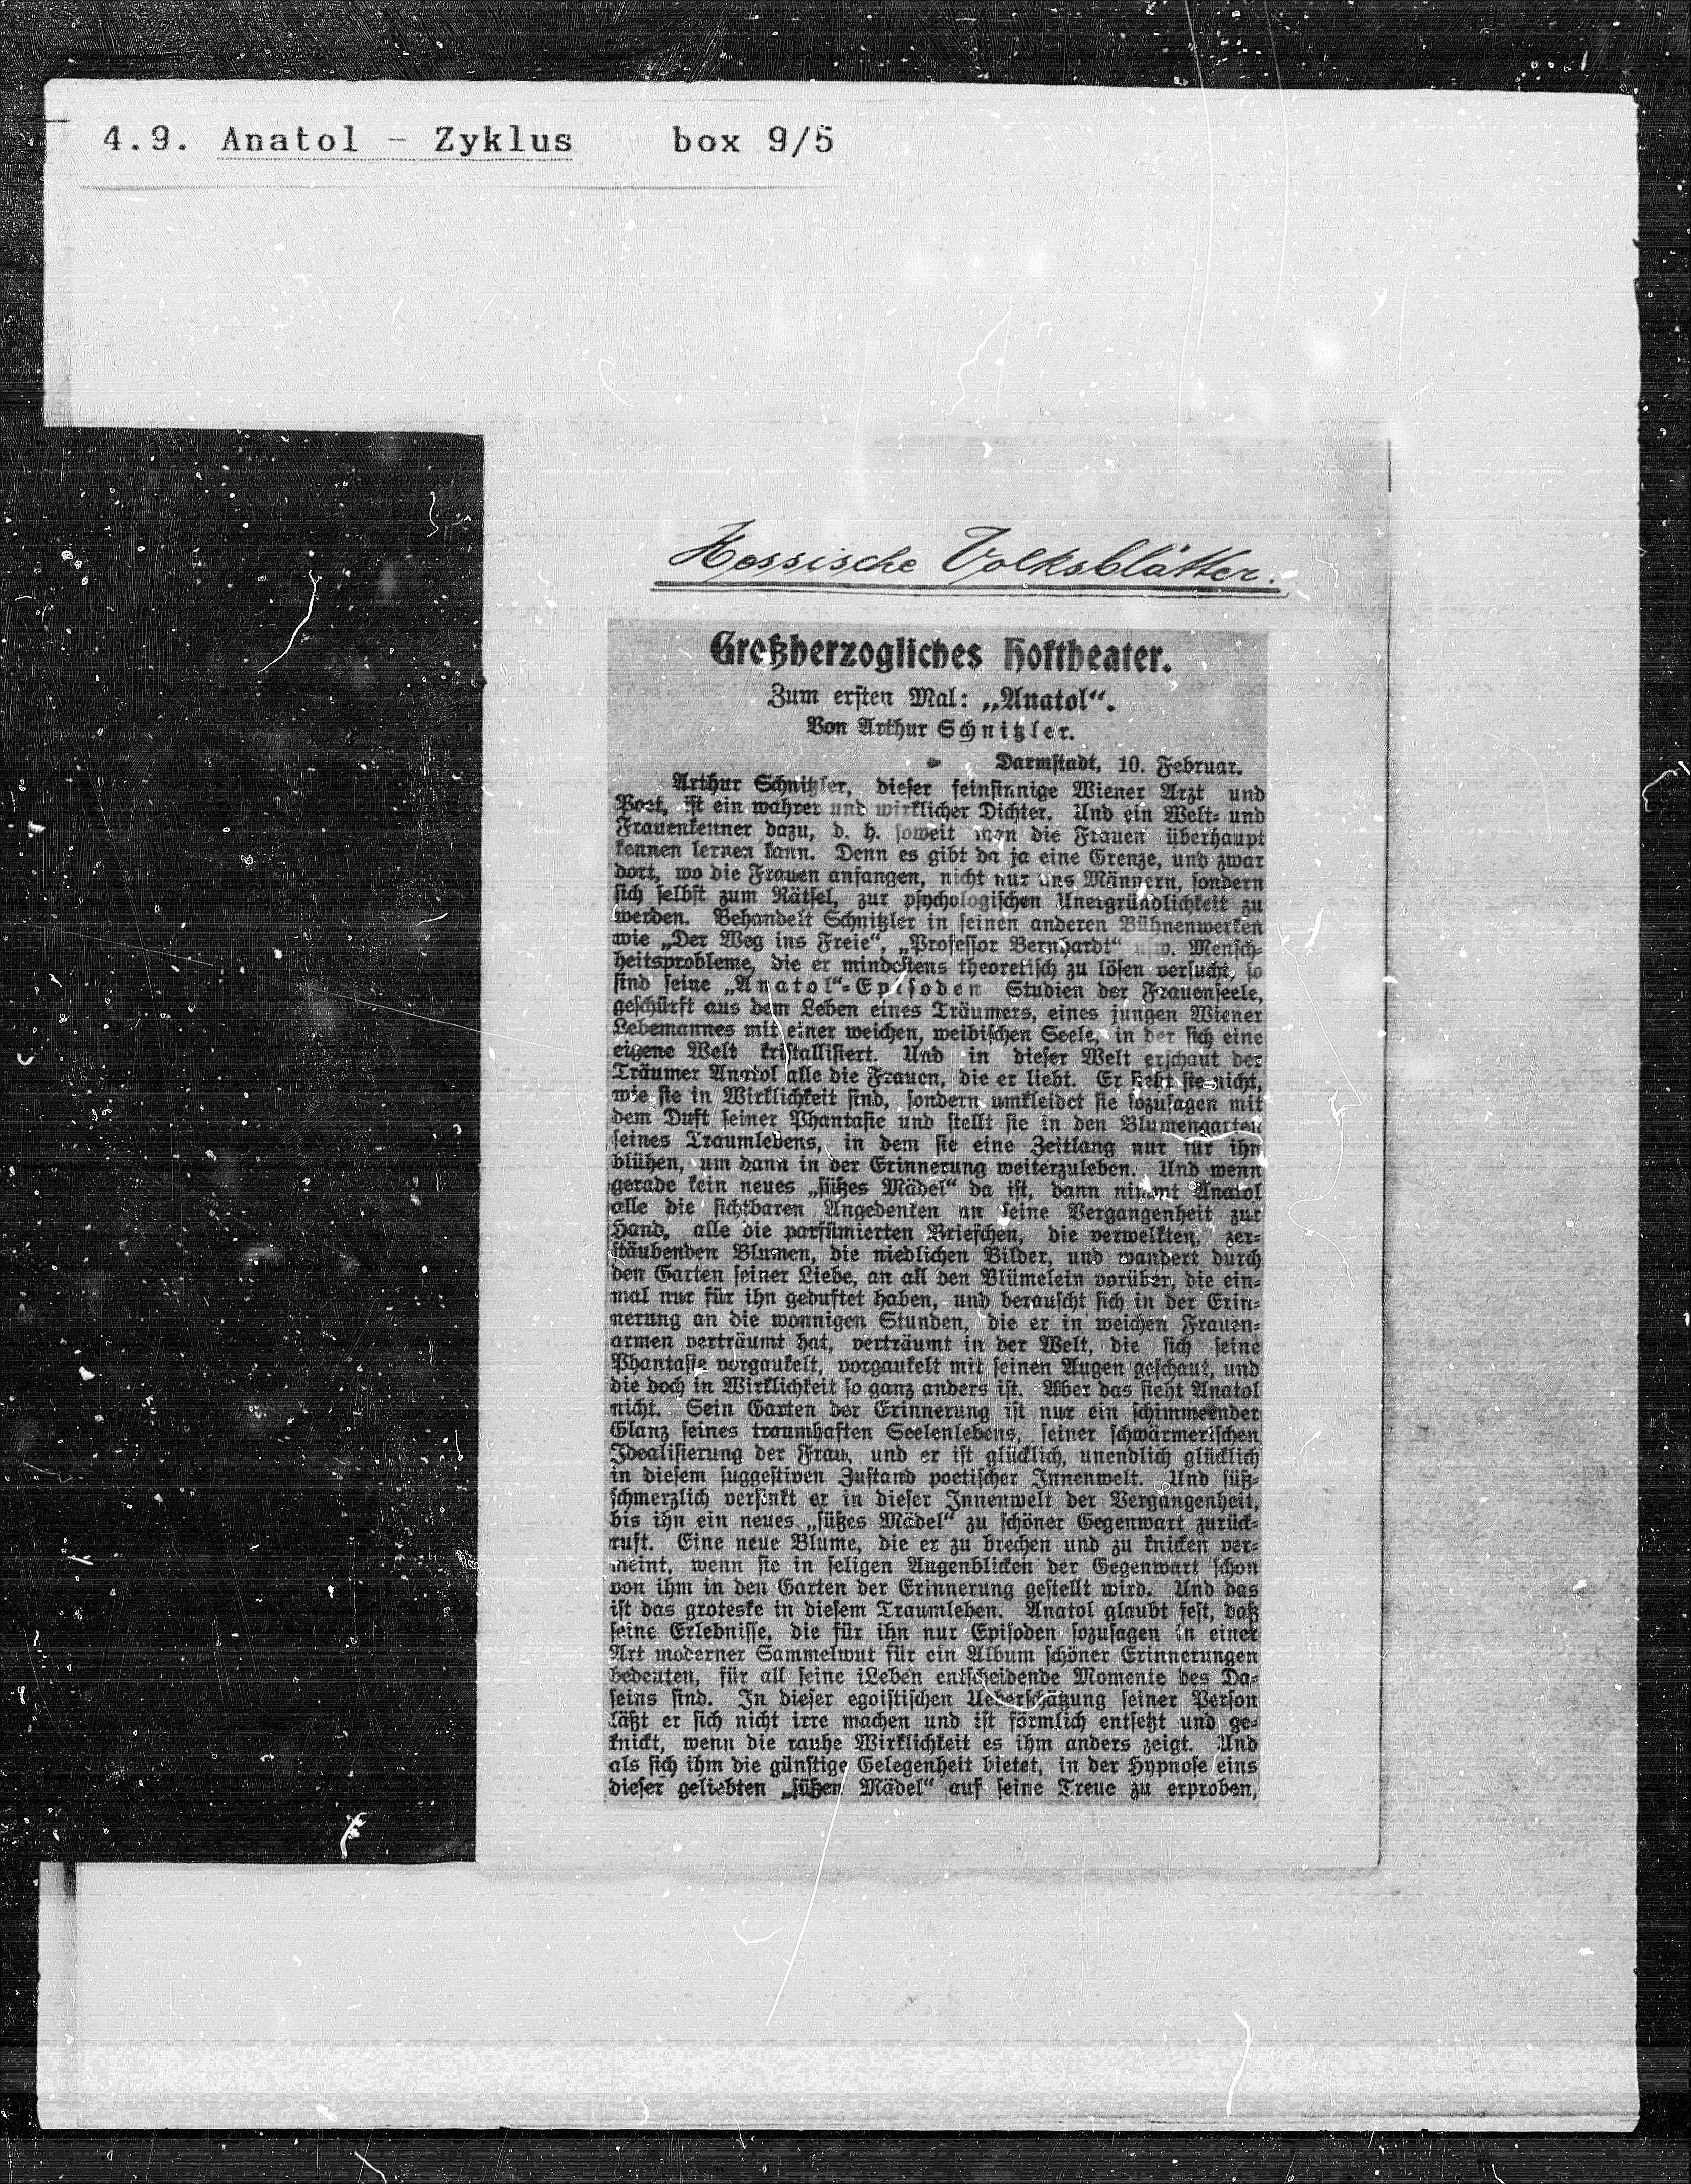 4.9. Anatol - Zyklus box 9/5
Hessische Volksblätter.
Großherzogliches Hoftheater.
Zum ersten Mal: „Anatol“.
Von Arthur Schnitzler.
Darmstadt, 10. Februar.
Arthur Schnitzler, dieser feinsinnige Wiener Arzt und
Poet, ist ein wahrer und wirklicher Dichter. Und ein Welt- und
Frauenkenner dazu, d. h. soweit man die Frauen überhaupt
kennen lernen kann. Denn es gibt da ja eine Grenze, und zwar
dort, wo die Frauen anfangen, nicht nur uns Männern, sondern
sich selbst zum Rätsel, zur psychologischen Unergründlichkeit zu
werden. Behandelt Schnitzler in seinen anderen Bühnenwerken
wie „Der Weg ins Freie“, „Professor Bernhardt“ usw. Mensch-
heitsprobleme, die er mindestens theoretisch zu lösen versucht, so
sind seine „Anatol“-Episoden Studien der Frauenseele,
geschürft aus dem Leben eines Träumers, eines jungen Wiener
Lebemannes mit einer weichen, weibischen Seele, in der sich eine
eigene Welt kristallisiert. Und in dieser Welt erschaut der
Träumer Anatol alle die Frauen, die er liebt. Er sieht sie nicht,
wie sie in Wirklichkeit sind, sondern umkleidet sie sozusagen mit
dem Duft seiner Phantasie und stellt sie in den Blumengarten
seines Traumlebens, in dem sie eine Zeitlang nur für ihn
blühen, um dann in der Erinnerung weiterzuleben. Und wenn
gerade kein neues „süßes Mädel“ da ist, dann nimmt Anatol
alle die sichtbaren Angedenken an seine Vergangenheit zur
Hand, alle die parfümierten Briefchen, die verwelkten, zer-
stäubenden Blumen, die niedlichen Bilder, und wandert durch
den Garten seiner Liebe, an all den Blümelein vorüber, die ein-
mal nur für ihn geduftet haben, und berauscht sich in der Erin-
nerung an die wonnigen Stunden, die er in weichen Frauen-
armen verträumt hat, verträumt in der Welt, die sich seine
Phantasie vorgaukelt, vorgaukelt mit seinen Augen geschaut, und
die doch in Wirklichkeit so ganz anders ist. Aber das sieht Anatol
nicht. Sein Garten der Erinnerung ist nur ein schimmernder
Glanz seines traumhaften Seelenlebens, seiner schwärmerischen
Idealisierung der Frau, und er ist glücklich, unendlich glücklich
in diesem suggestiven Zustand poetischer Innenwelt. Und süß-
schmerzlich versinkt er in dieser Innenwelt der Vergangenheit,
bis ihn ein neues „süßes Mädel“ zu schöner Gegenwart zurück-
ruft. Eine neue Blume, die er zu brechen und zu knicken ver-
meint, wenn sie in seligen Augenblicken der Gegenwart schon
von ihm in den Garten der Erinnerung gestellt wird. Und das
ist das groteske in diesem Traumleben. Anatol glaubt fest, daß
seine Erlebnisse, die für ihn nur Episoden sozusagen in einer
Art moderner Sammelwut für ein Album schöner Erinnerungen
bedeuten, für all seine iLeben entscheidende Momente des Da-
seins sind. In dieser egoistischen Ueberschätzung seiner Person
läßt er sich nicht irre machen und ist förmlich entsetzt und ge-
knickt, wenn die rauhe Wirklichkeit es ihm anders zeigt. Und
als sich ihm die günstige Gelegenheit bietet, in der Hypnose eins
dieser geliebten „süßen Mädel“ auf seine Treue zu erproben,